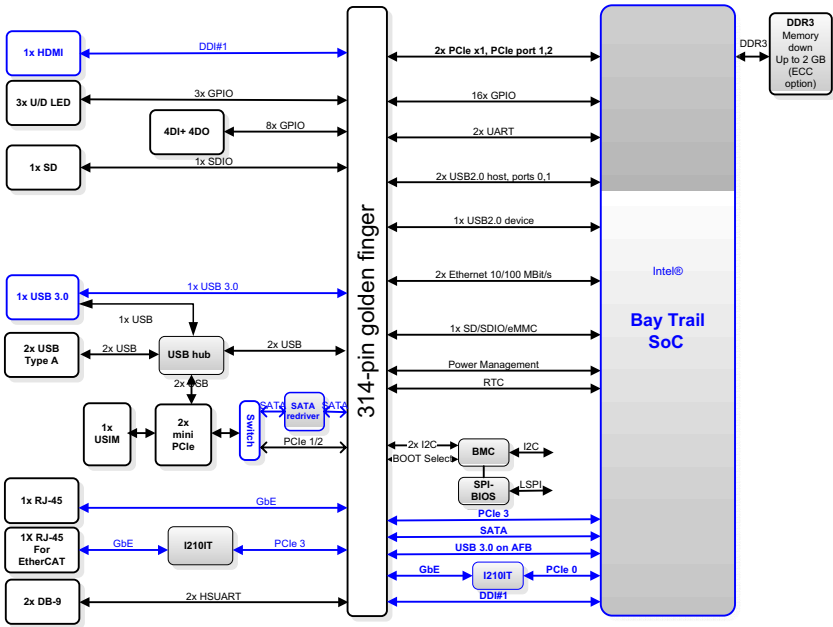 1x HDMI
DDI#1
3x U/D LED
3x GPIO
4DI+ 4DO
8x GPIO
1x SD
1x SDIO
1x USB 3.0
1x USB 3.0
1x USB
2x USB
Type A
2x USB
USB hub
2x USB
2x USB
1x
USIM
2x
mini
PCIe
Switch
SATA
SATA
redriver
SATA
PCIe 1/2
1x RJ-45
GbE
1X RJ-45
For
EtherCAT
GbE
I210IT
PCIe 3
2x DB-9
2x HSUART
314-pin golden finger
2x PCIe x1, PCIe port 1,2
16x GPIO
2x UART
2x USB2.0 host, ports 0,1
1x USB2.0 device
2x Ethernet 10/100 MBit/s
1x SD/SDIO/eMMC
Power Management
RTC
2x I2C
BOOT Select
BMC
I2C
SPI-
BIOS
LSPI
PCIe 3
SATA
USB 3.0 on AFB
GbE
I210IT
PCIe 0
DDI#1
Intel®
Bay Trail
SoC
DDR3
DDR3
Memory
down
Up to 2 GB
(ECC
option)